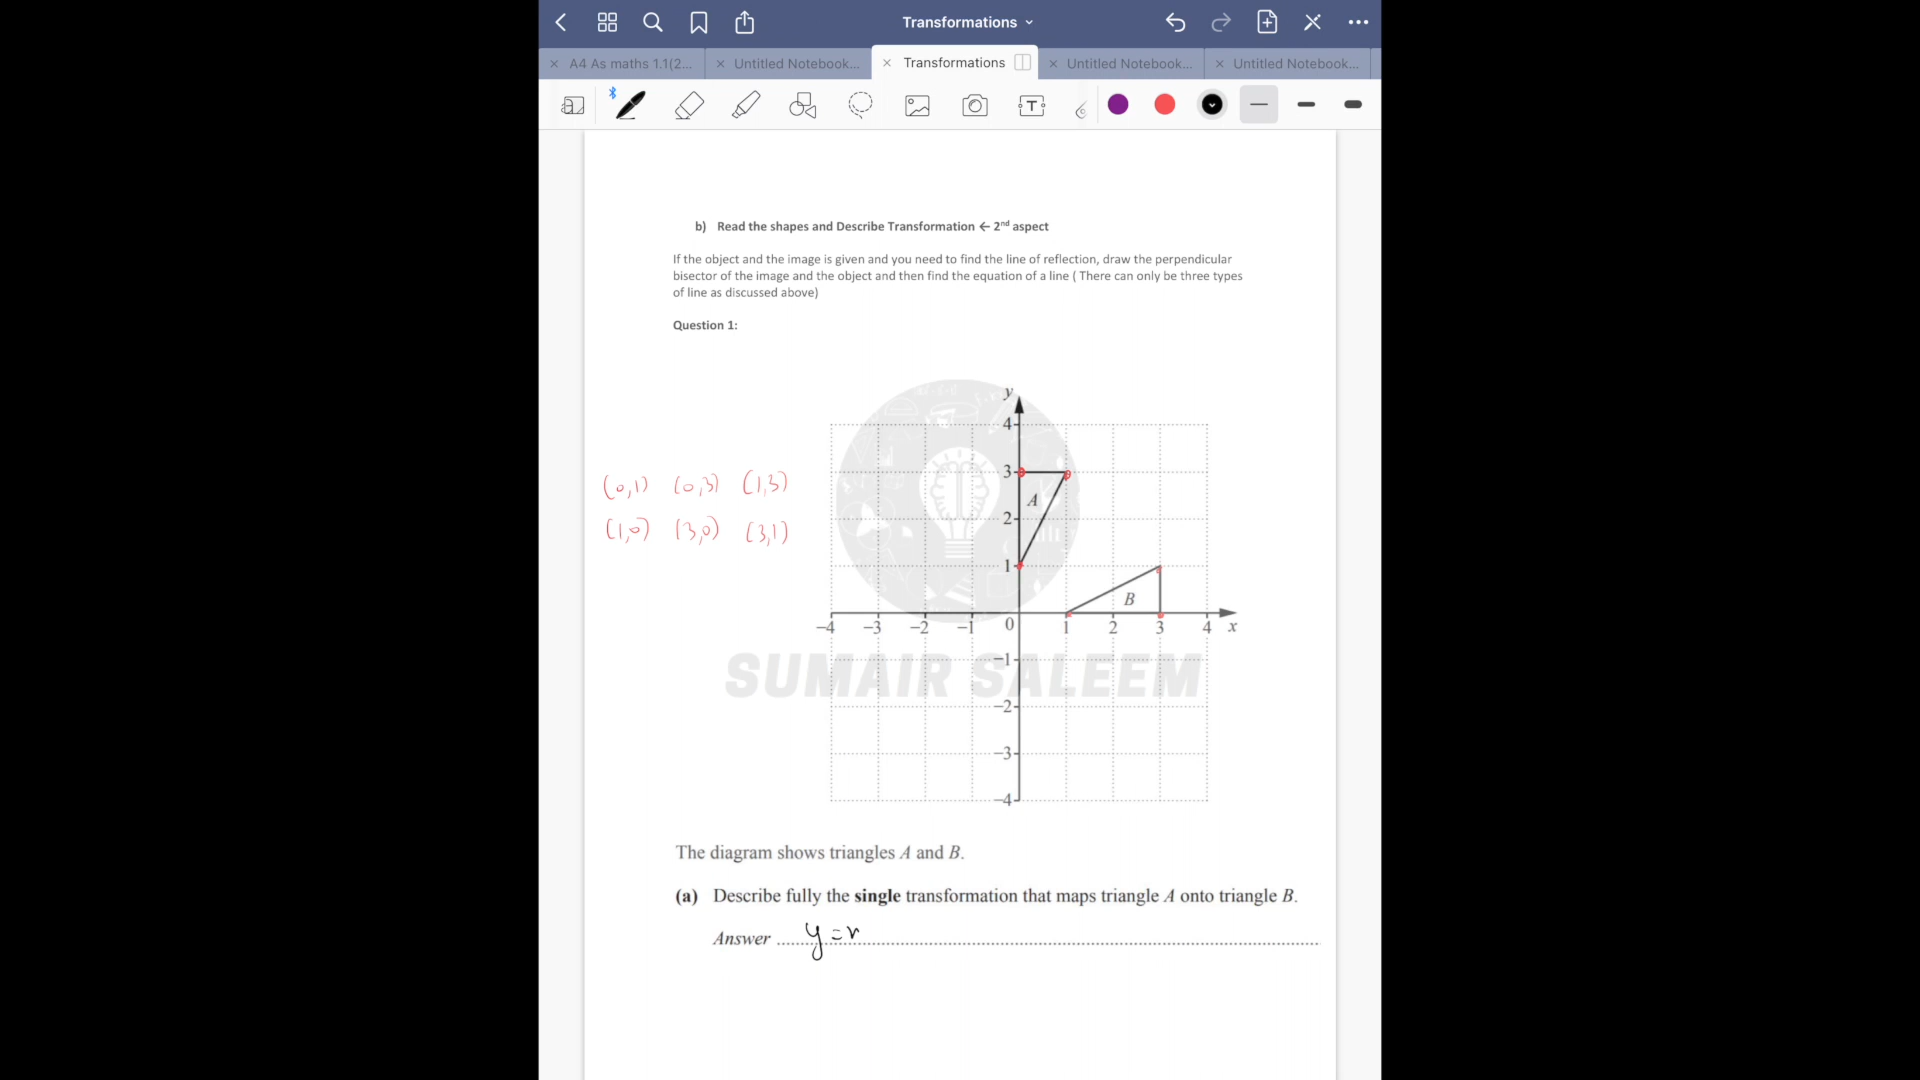 Transformations
A4 As maths 1.1(2... Untitled Notebook... Transformations Untitled Notebook... Untitled Notebook...
b) Read the shapes and Describe Transformation ← 2nd aspect
If the object and the image is given and you need to find the line of reflection, draw the perpendicular
bisector of the image and the object and then find the equation of a line ( There can only be three types
of line as discussed above)
Question 1:
y
4
3
A
2
1
B
−4 −3 −2 −1 0 1 2 3 4 x
−1
−2
−3
−4
(0,1) (0,3) (1,3)
(1,0) (3,0) (3,1)
SUMAIR SALEEM
The diagram shows triangles A and B.
(a) Describe fully the single transformation that maps triangle A onto triangle B.
Answer y =